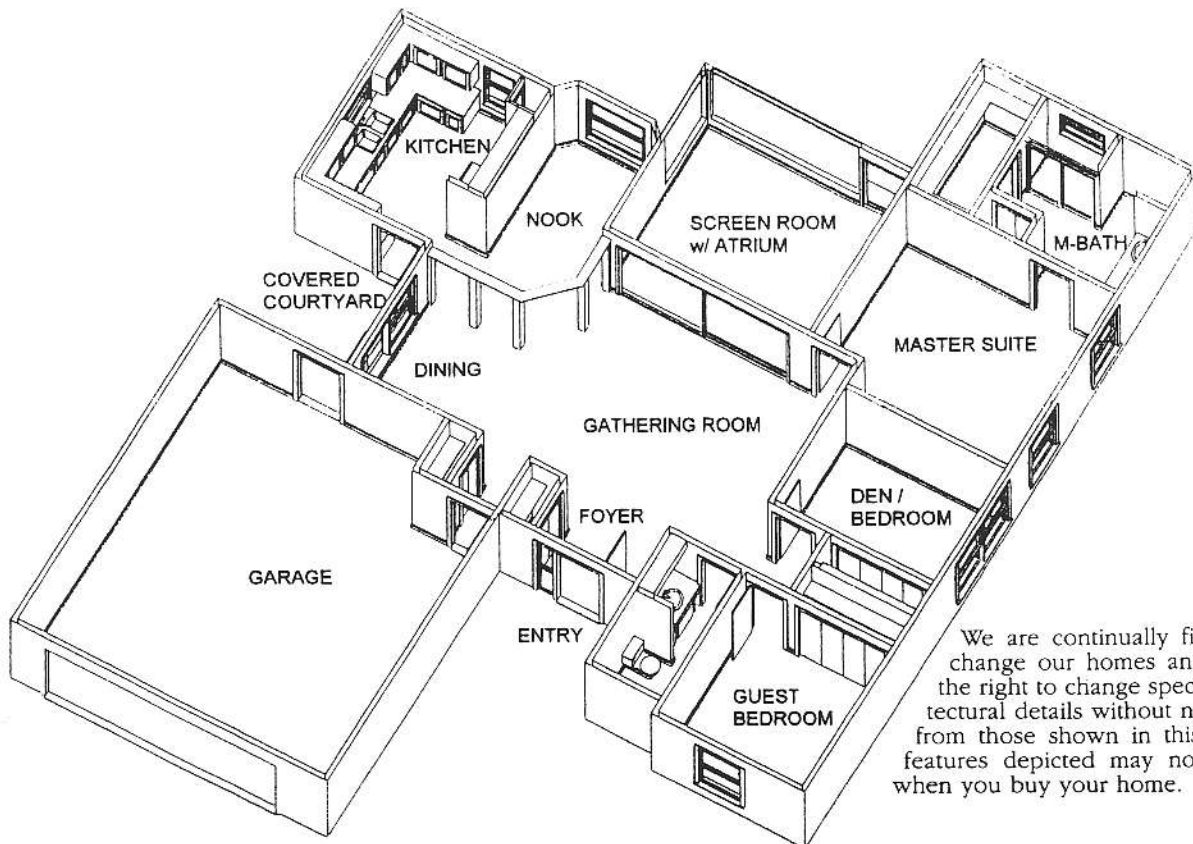 KITCHEN
NOOK
SCREEN ROOM
w/ ATRIUM
M-BATH
COVERED
COURTYARD
MASTER SUITE
DINING
GATHERING ROOM
DEN /
BEDROOM
FOYER
GARAGE
ENTRY
GUEST
BEDROOM
We are continually fi
change our homes an
the right to change spec
tectural details without n
from those shown in this
features depicted may no
when you buy your home.